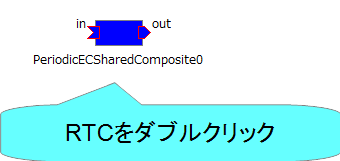 in out
PeriodicECSharedComposite0
RTCをダブルクリック